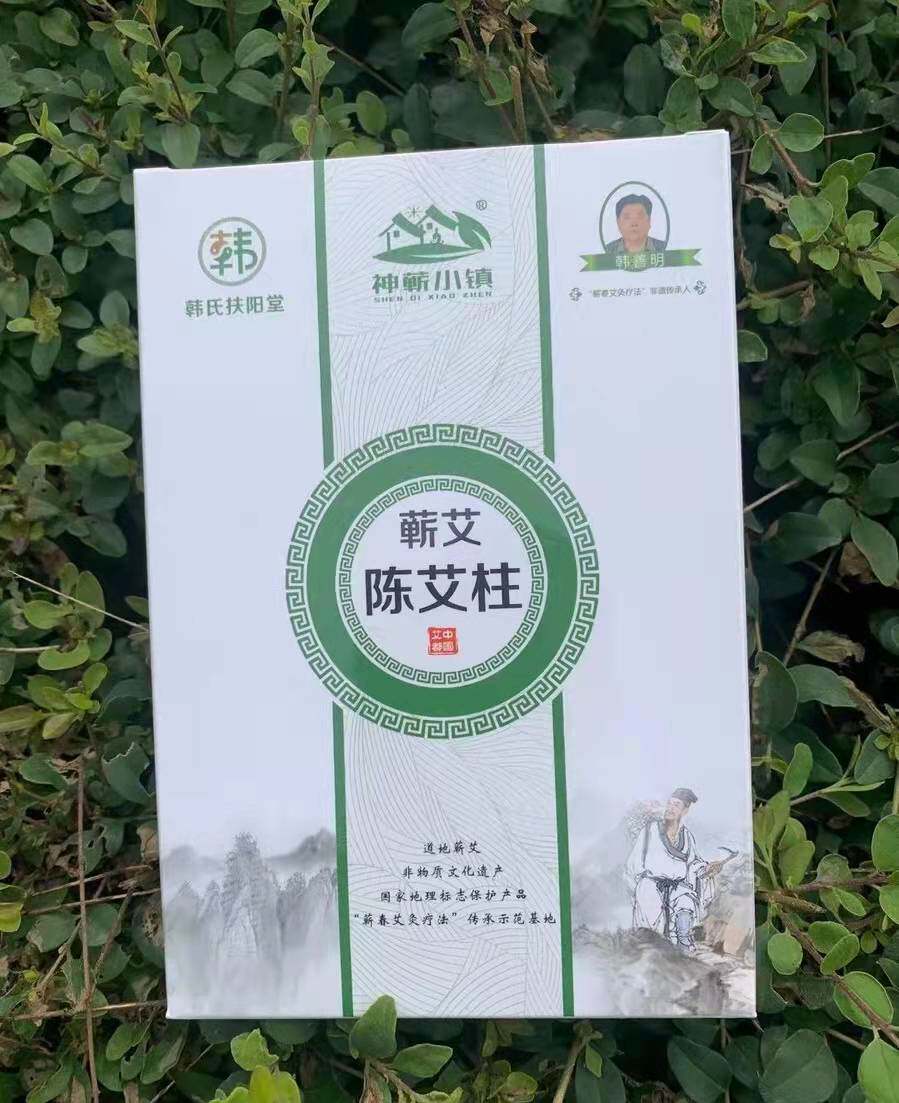 韩
韩氏扶阳堂
®
神蕲小镇
SHEN QI XIAO ZHEN
韩善明
“蕲春艾灸疗法”非遗传承人
蕲艾
陈艾柱
中国
艾都
道地蕲艾
非物质文化遗产
国家地理标志保护产品
“蕲春艾灸疗法”传承示范基地